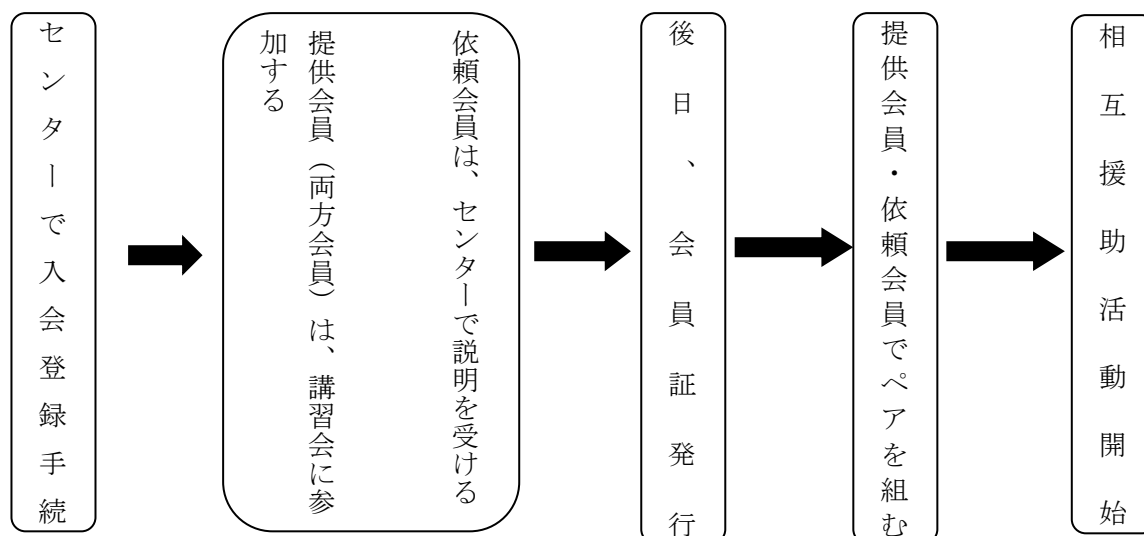 センターで入会登録手続
依頼会員は、センターで説明を受ける
提供会員（両方会員）は、講習会に参
加する
後日、会員証発行
提供会員・依頼会員でペアを組む
相互援助活動開始